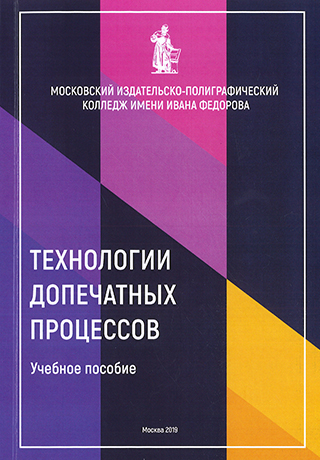 МОСКОВСКИЙ ИЗДАТЕЛЬСКО-ПОЛИГРАФИЧЕСКИЙ
КОЛЛЕДЖ ИМЕНИ ИВАНА ФЕДОРОВА
ТЕХНОЛОГИИ
ДОПЕЧАТНЫХ
ПРОЦЕССОВ
Учебное пособие
Москва 2019